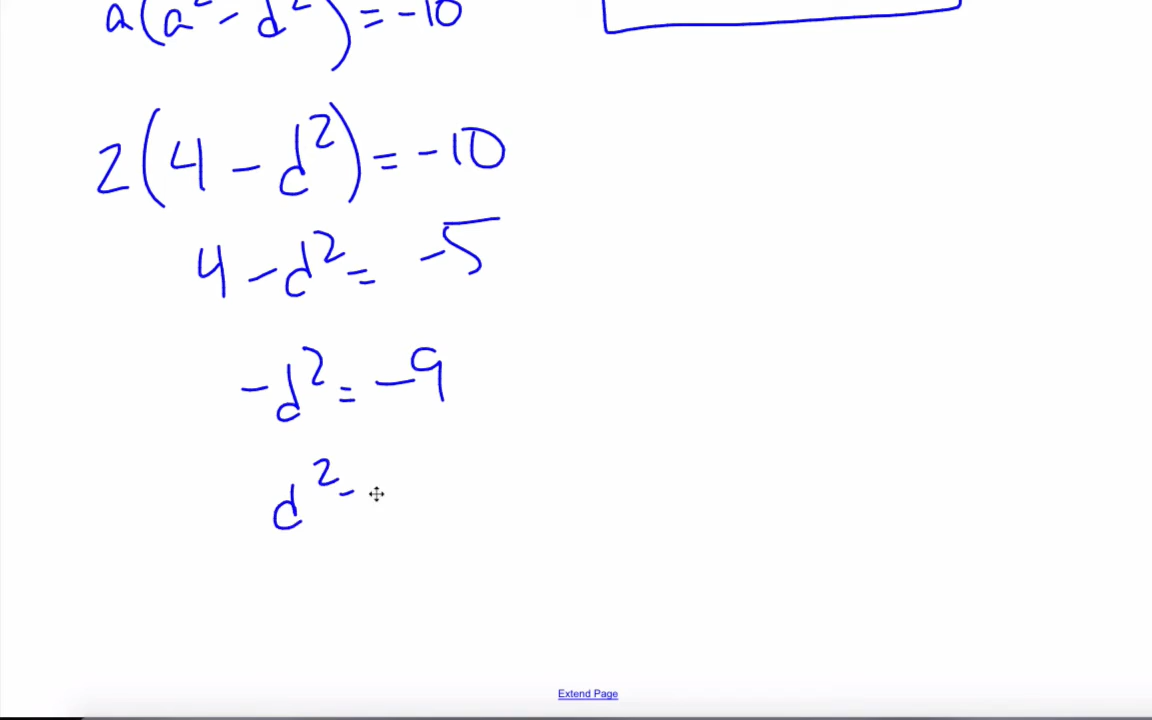 a(a² - d²) = -10
2(4 - d²) = -10
4 - d² = -5
-d² = -9
d² -
Extend Page